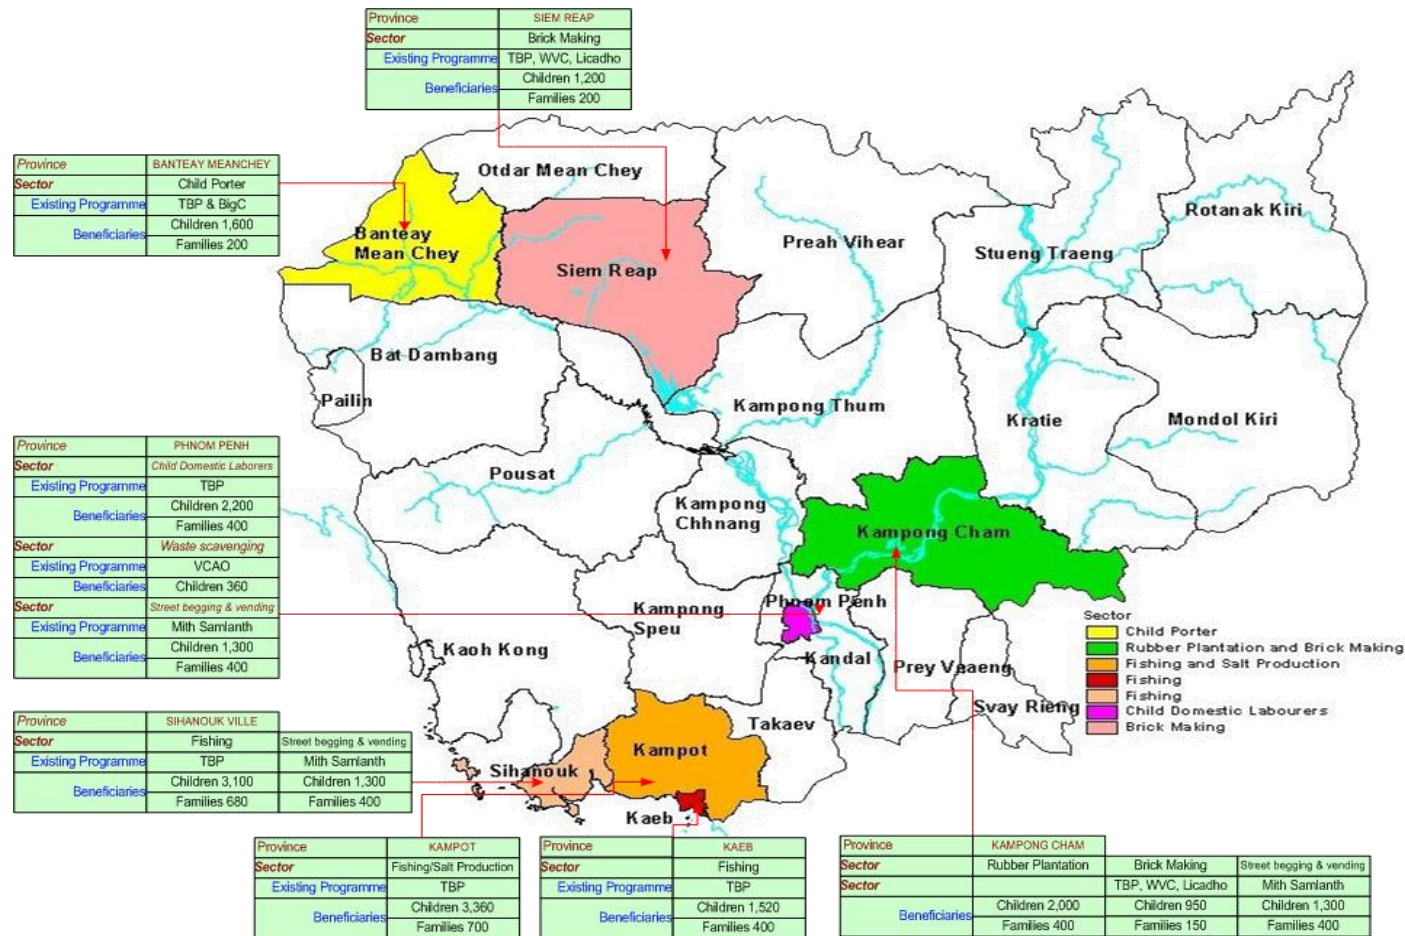 Province SIEM REAP
Sector Brick Making
Existing Programme TBP, WVC, Licadho
Beneficiaries Children 1,200
Families 200
Province BANTEAY MEANCHEY
Sector Child Porter
Existing Programme TBP & BigC
Beneficiaries Children 1,600
Families 200
Otdar Mean Chey
Banteay
Mean Chey
Siem Reap
Preah Vihear
Stueng Traeng
Rotanak Kiri
Bat Dambang
Pailin
Kampong Thum
Kratie
Mondol Kiri
Pousat
Kampong
Chhnang
Kampong Cham
Province PHNOM PENH
Sector Child Domestic Laborers
Existing Programme TBP
Beneficiaries Children 2,200
Families 400
Sector Waste scavenging
Existing Programme VCAO
Beneficiaries Children 360
Sector Street begging & vending
Existing Programme Mith Samlanth
Beneficiaries Children 1,300
Families 400
Phnom Penh
Kampong
Speu
Kaoh Kong
Kandal
Prey Veaeng
Svay Rieng
Takaev
Kampot
Sihanouk
Kaeb
Sector
Child Porter
Rubber Plantation and Brick Making
Fishing and Salt Production
Fishing
Fishing
Child Domestic Labourers
Brick Making
Province SIHANOUK VILLE
Sector Fishing Street begging & vending
Existing Programme TBP Mith Samlanth
Beneficiaries Children 3,100 Children 1,300
Families 680 Families 400
Province KAMPOT
Sector Fishing/Salt Production
Existing Programme TBP
Beneficiaries Children 3,360
Families 700
Province KAEB
Sector Fishing
Existing Programme TBP
Beneficiaries Children 1,520
Families 400
Province KAMPONG CHAM
Sector Rubber Plantation Brick Making Street begging & vending
Sector TBP, WVC, Licadho Mith Samlanth
Beneficiaries Children 2,000 Children 950 Children 1,300
Families 400 Families 150 Families 400